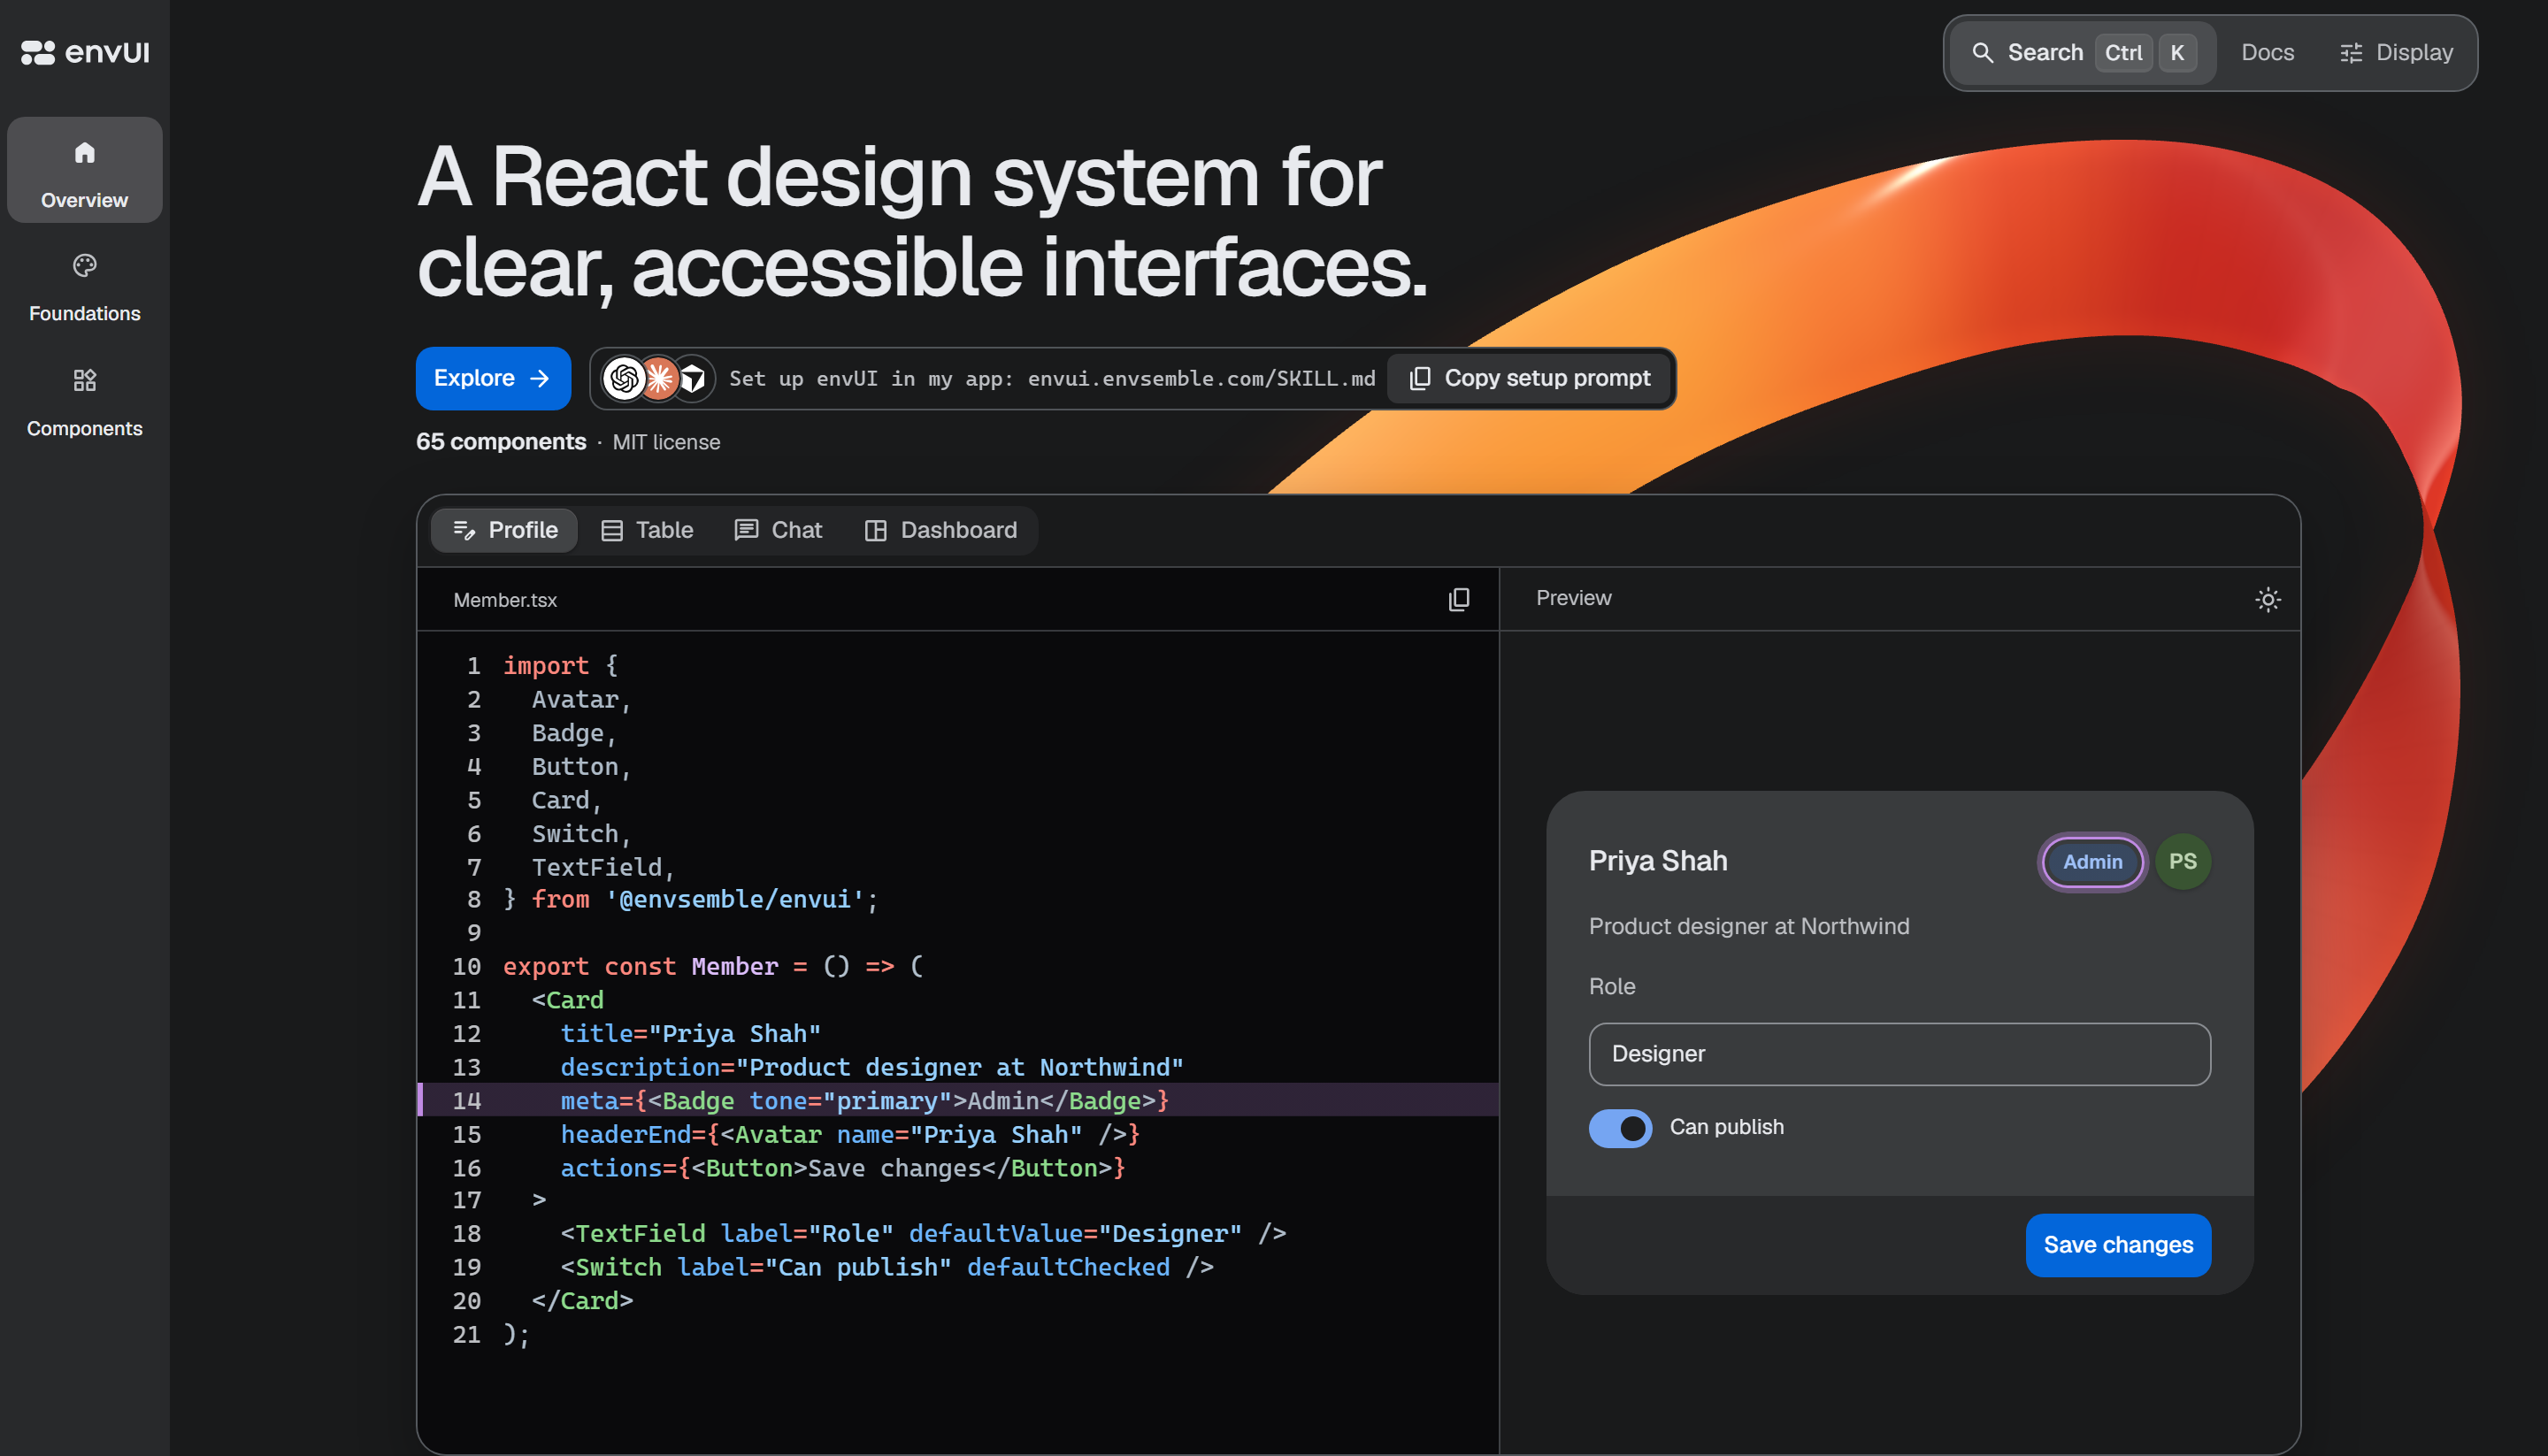 envUI
Search Ctrl K Docs Display
Overview
Foundations
Components
A React design system for
clear, accessible interfaces.
Explore
Set up envUI in my app: envui.envsemble.com/SKILL.md
Copy setup prompt
65 components · MIT license
Profile Table Chat Dashboard
Member.tsx
1 import {
2   Avatar,
3   Badge,
4   Button,
5   Card,
6   Switch,
7   TextField,
8 } from '@envsemble/envui';
9
10 export const Member = () => (
11   <Card
12     title="Priya Shah"
13     description="Product designer at Northwind"
14     meta={<Badge tone="primary">Admin</Badge>}
15     headerEnd={<Avatar name="Priya Shah" />}
16     actions={<Button>Save changes</Button>}
17   >
18     <TextField label="Role" defaultValue="Designer" />
19     <Switch label="Can publish" defaultChecked />
20   </Card>
21 );
Preview
Priya Shah Admin PS
Product designer at Northwind
Role
Designer
Can publish
Save changes